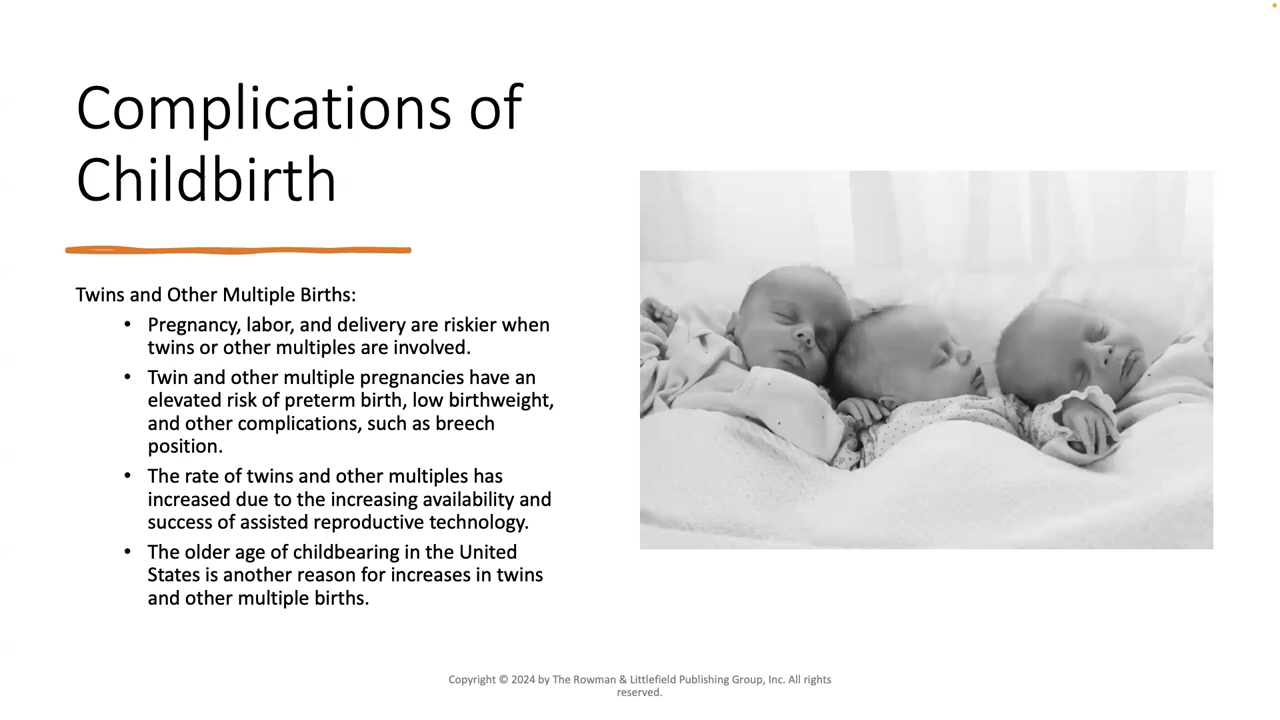 Complications of
Childbirth
Twins and Other Multiple Births:
• Pregnancy, labor, and delivery are riskier when
twins or other multiples are involved.
• Twin and other multiple pregnancies have an
elevated risk of preterm birth, low birthweight,
and other complications, such as breech
position.
• The rate of twins and other multiples has
increased due to the increasing availability and
success of assisted reproductive technology.
• The older age of childbearing in the United
States is another reason for increases in twins
and other multiple births.
Copyright © 2024 by The Rowman & Littlefield Publishing Group, Inc. All rights
reserved.